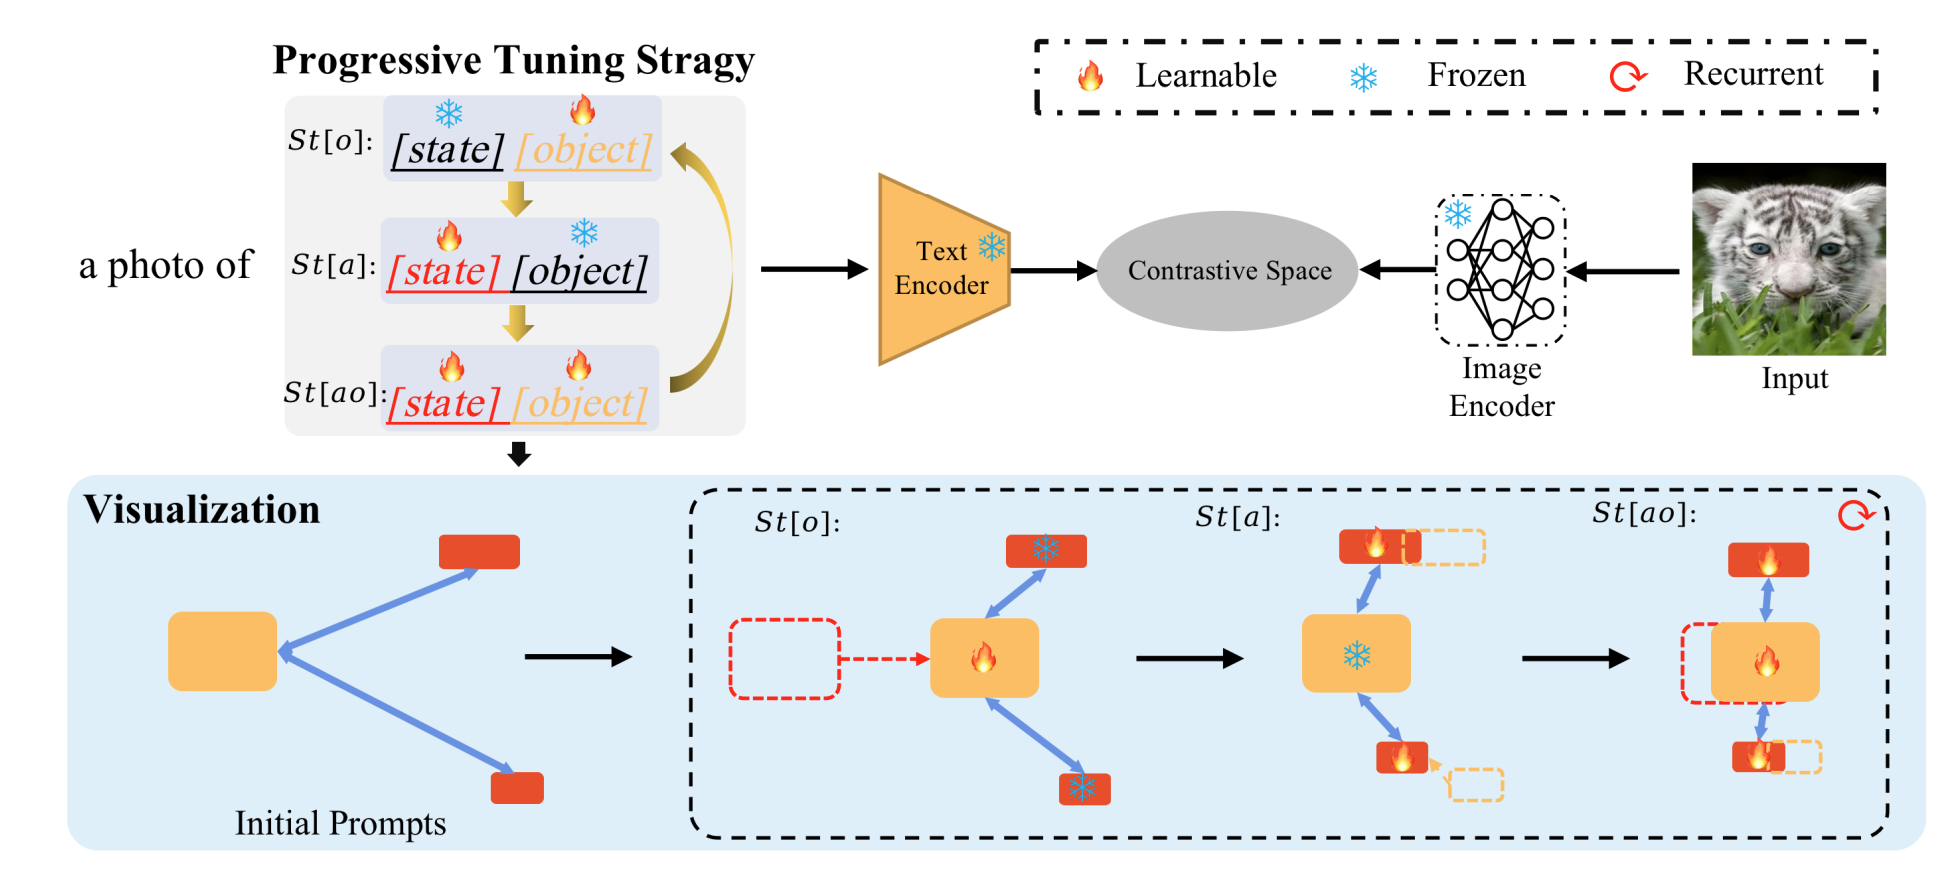 Progressive Tuning Stragy
Learnable
Frozen
Recurrent
St[o]:
[state] [object]
a photo of
St[a]:
[state] [object]
St[ao]:
[state] [object]
Text
Encoder
Contrastive Space
Image
Encoder
Input
Visualization
Initial Prompts
St[o]:
St[a]:
St[ao]: